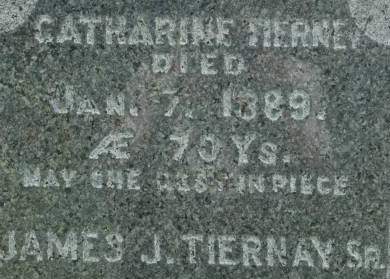 CATHARINE TIERNEY
DIED
JAN. 7, 1889.
Æ 70 Ys.
MAY SHE REST IN PIECE
JAMES J. TIERNAY SR.